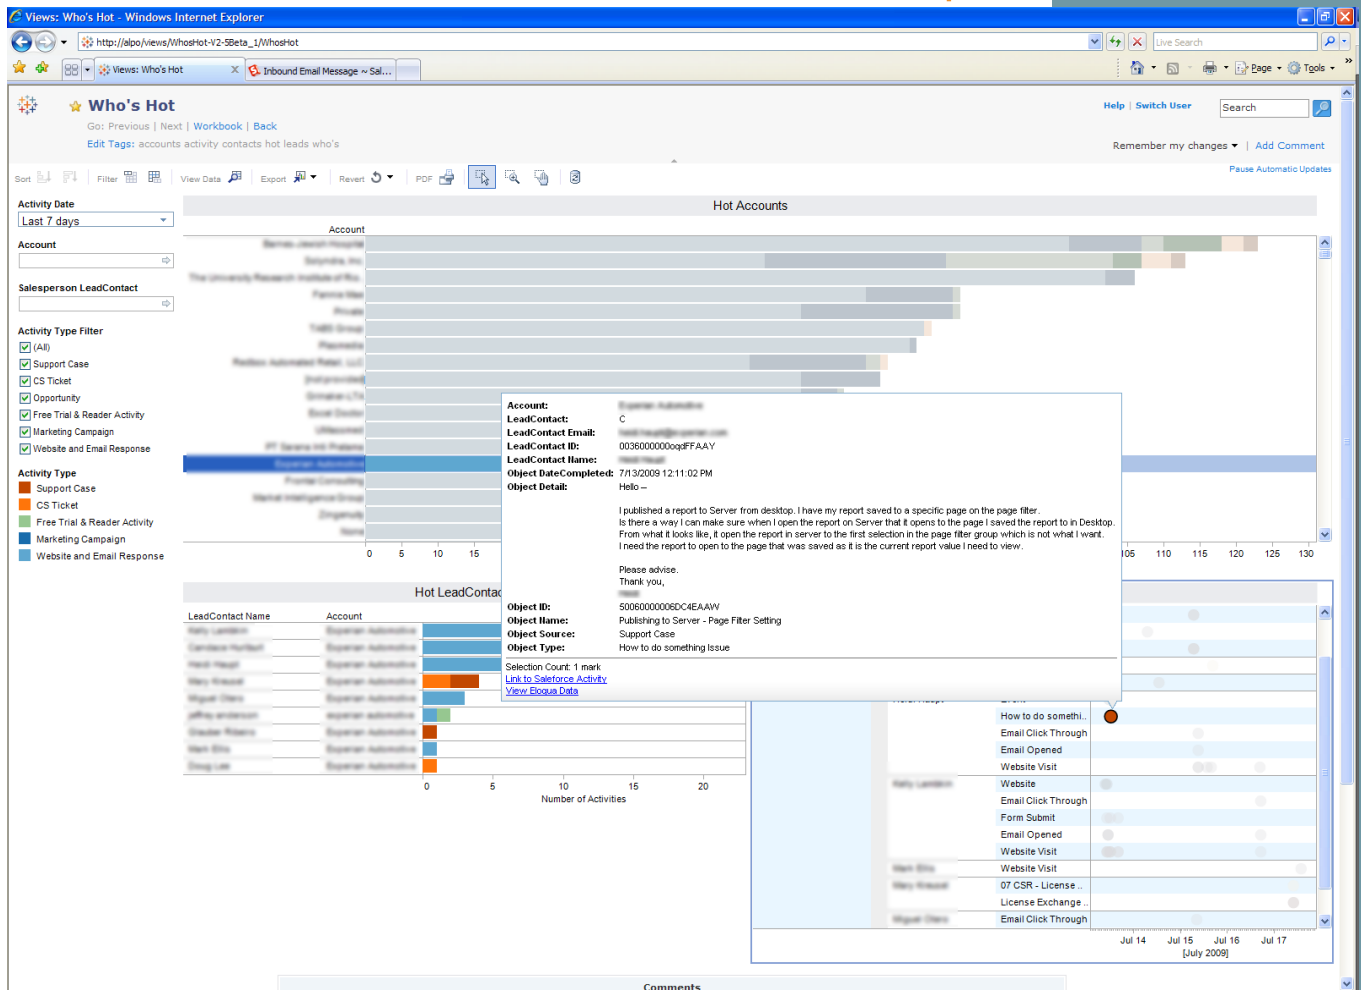 Views: Who's Hot - Windows Internet Explorer
http://alpo/views/WhosHot-V2-5Beta_1/WhosHot
Live Search
Views: Who's Hot
Inbound Email Message ~ Sal...
Page
Tools
Who's Hot
Help | Switch User
Search
Go: Previous | Next | Workbook | Back
Edit Tags: accounts activity contacts hot leads who's
Remember my changes | Add Comment
Pause Automatic Updates
Sort
Filter
View Data
Export
Revert
PDF
Activity Date
Last 7 days
Account
Salesperson LeadContact
Activity Type Filter
(All)
Support Case
CS Ticket
Opportunity
Free Trial & Reader Activity
Marketing Campaign
Website and Email Response
Activity Type
Support Case
CS Ticket
Free Trial & Reader Activity
Marketing Campaign
Website and Email Response
Hot Accounts
Account
0 5 10 15
105 110 115 120 125 130
Account:
LeadContact: C
LeadContact Email:
LeadContact ID: 0036000000oqdFFAAY
LeadContact Name:
Object DateCompleted: 7/13/2009 12:11:02 PM
Object Detail: Hello --
I published a report to Server from desktop. I have my report saved to a specific page on the page filter.
Is there a way I can make sure when I open the report on Server that it opens to the page I saved the report to in Desktop.
From what it looks like, it open the report in server to the first selection in the page filter group which is not what I want.
I need the report to open to the page that was saved as it is the current report value I need to view.
Please advise.
Thank you,
Object ID: 50060000006DC4EAAW
Object Name: Publishing to Server - Page Filter Setting
Object Source: Support Case
Object Type: How to do something Issue
Selection Count: 1 mark
Link to Saleforce Activity
View Eloqua Data
Hot LeadContac
LeadContact Name Account
0 5 10 15 20
Number of Activities
How to do somethi..
Email Click Through
Email Opened
Website Visit
Website
Email Click Through
Form Submit
Email Opened
Website Visit
Website Visit
07 CSR - License ..
License Exchange ..
Email Click Through
Jul 14 Jul 15 Jul 16 Jul 17
[July 2009]
Comments